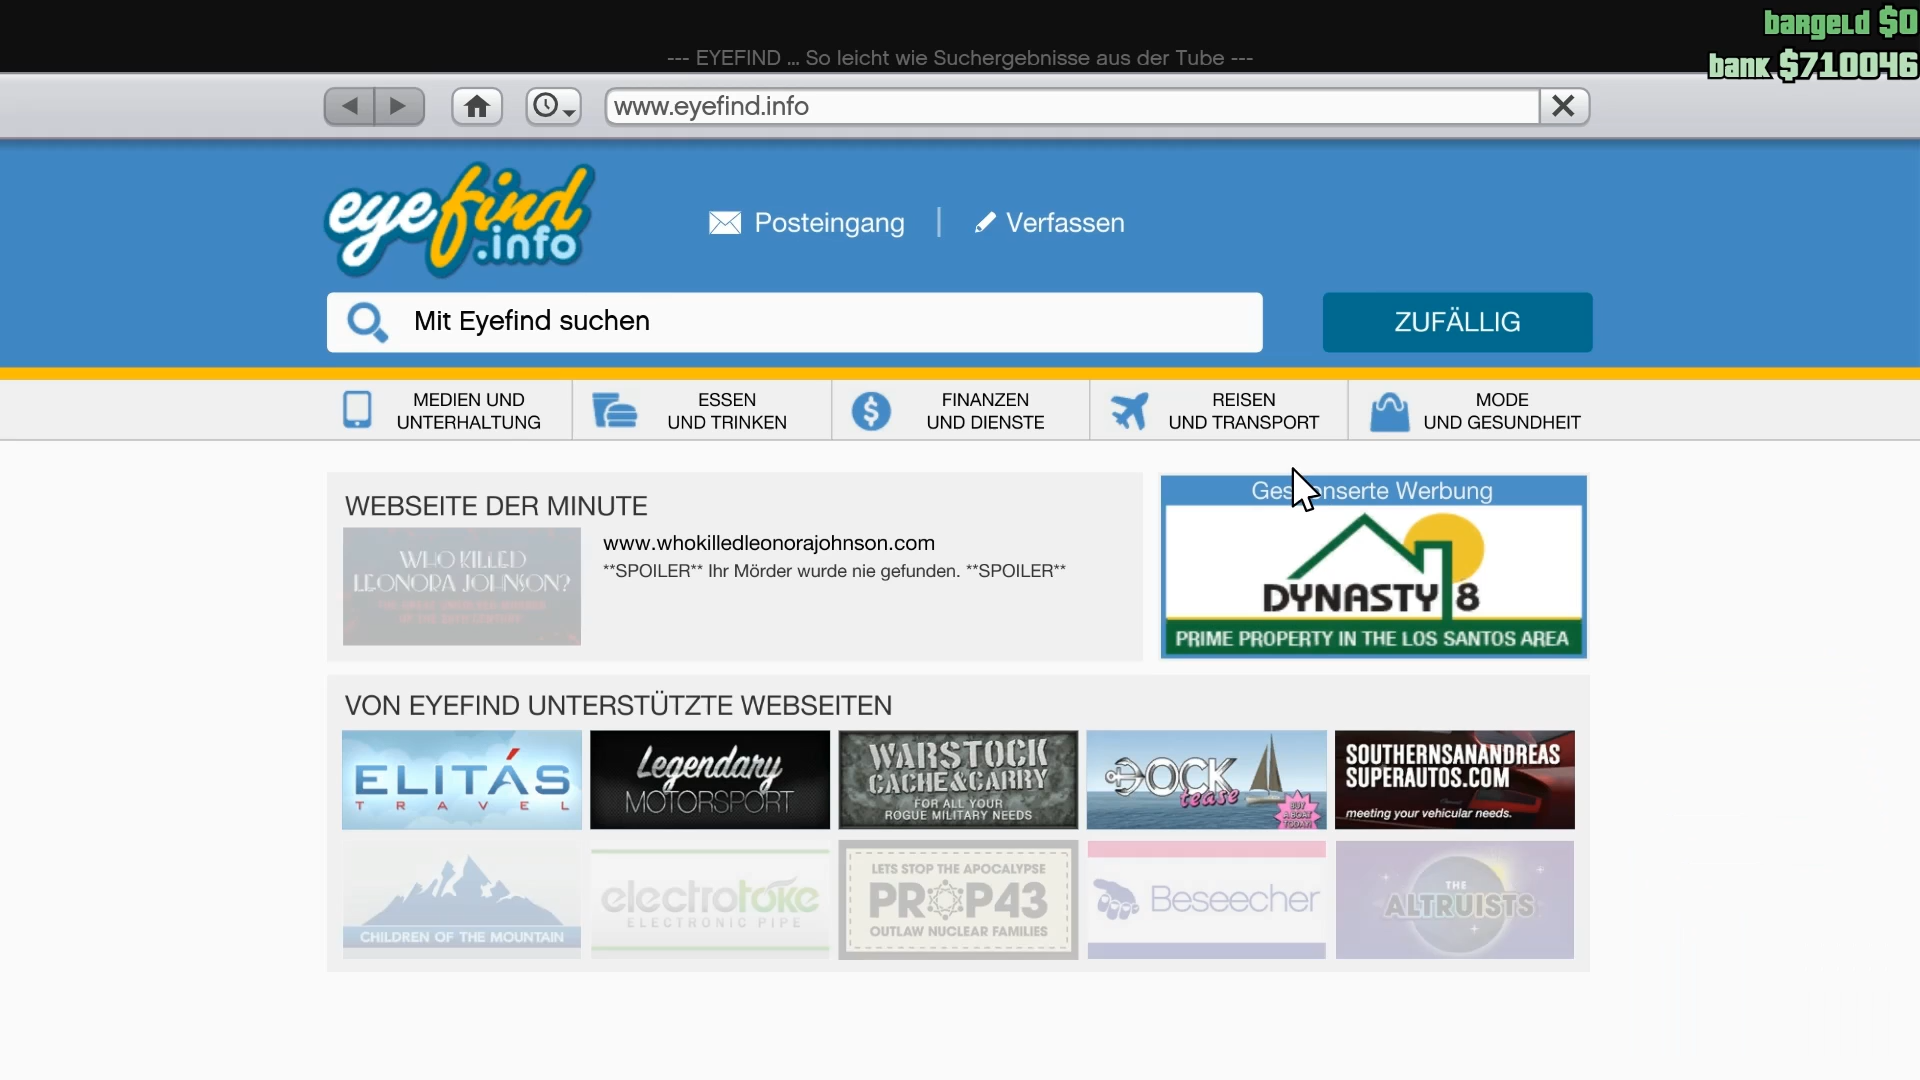 bargeld $0
bank $710046
--- EYEFIND ... So leicht wie Suchergebnisse aus der Tube ---
www.eyefind.info
eyefind
.info
Posteingang
Verfassen
Mit Eyefind suchen
ZUFÄLLIG
MEDIEN UND
UNTERHALTUNG
ESSEN
UND TRINKEN
FINANZEN
UND DIENSTE
REISEN
UND TRANSPORT
MODE
UND GESUNDHEIT
WEBSEITE DER MINUTE
WHO KILLED
LEONORA JOHNSON?
www.whokilledleonorajohnson.com
**SPOILER** Ihr Mörder wurde nie gefunden. **SPOILER**
Werbung
DYNASTY 8
PRIME PROPERTY IN THE LOS SANTOS AREA
VON EYEFIND UNTERSTÜTZTE WEBSEITEN
ELITÁS
TRAVEL
Legendary
MOTORSPORT
WARSTOCK
CACHE&CARRY
FOR ALL YOUR
ROGUE MILITARY NEEDS
DOCK
tease
BUY
A BOAT
TODAY!
SOUTHERNSANANDREAS
SUPERAUTOS.COM
meeting your vehicular needs.
CHILDREN OF THE MOUNTAIN
electrotoke
ELECTRONIC PIPE
LETS STOP THE APOCALYPSE
PROP43
OUTLAW NUCLEAR FAMILIES
Beseecher
THE
ALTRUISTS